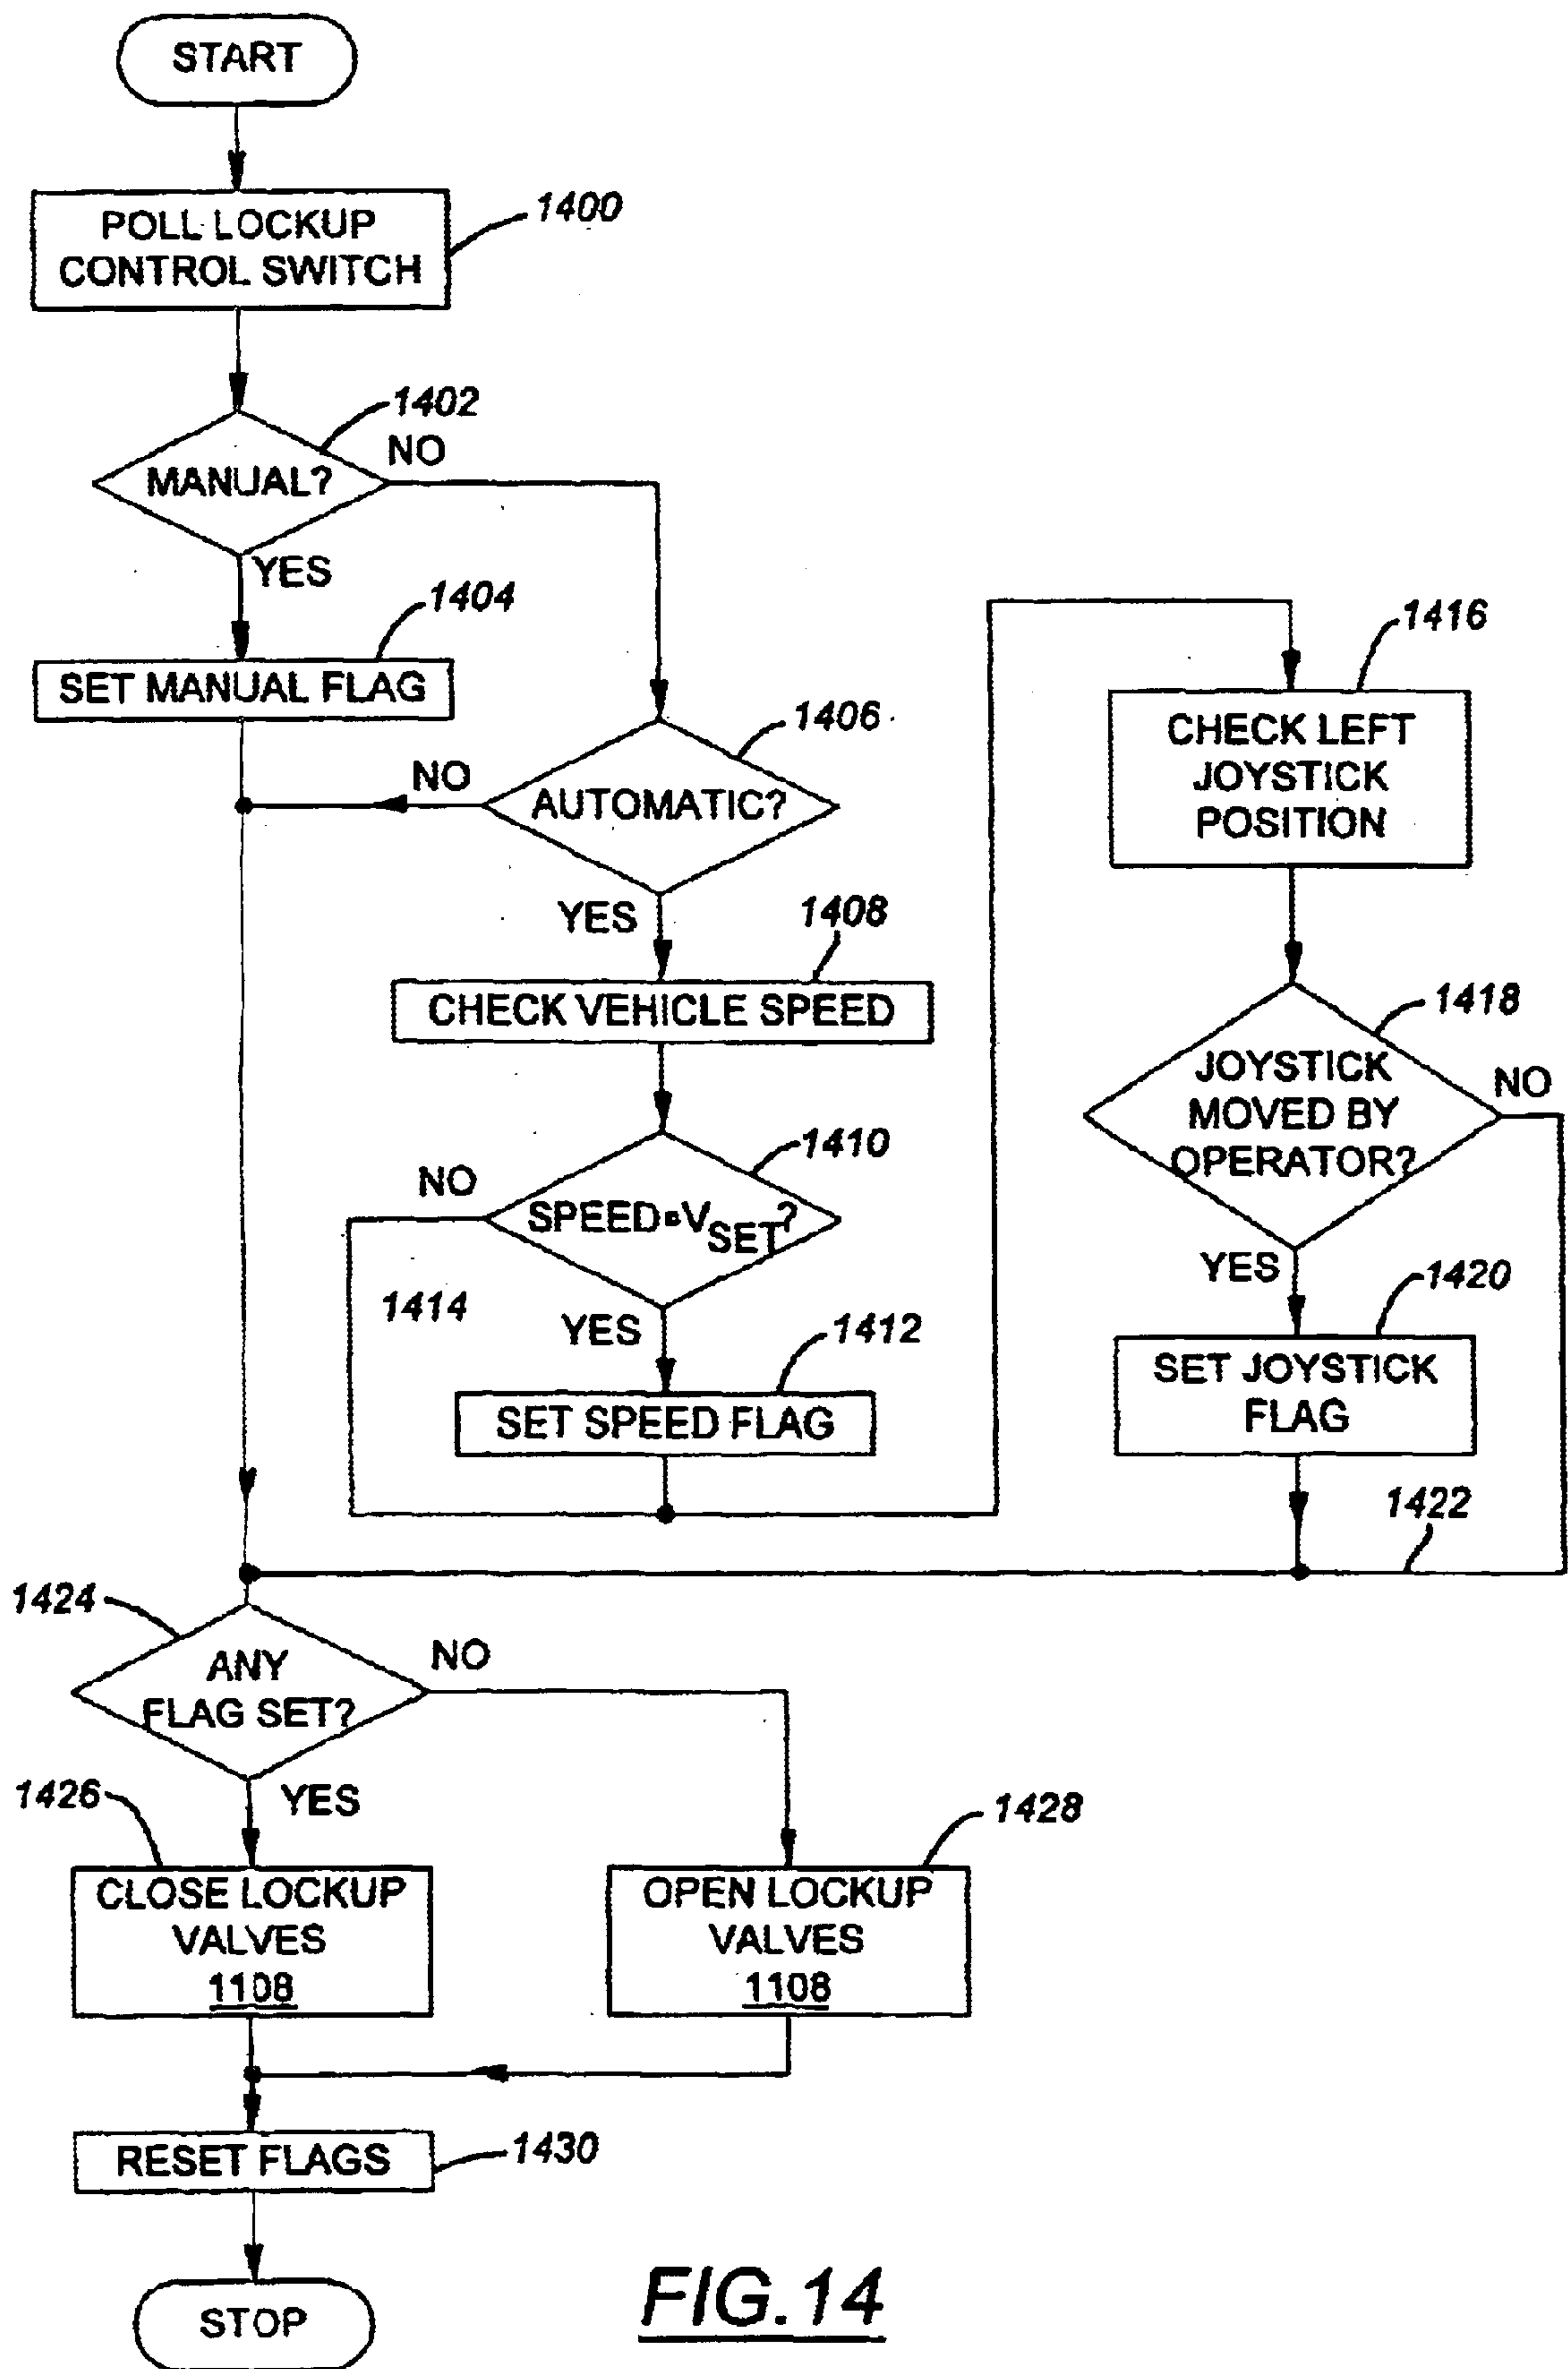 START
POLL LOCKUP
CONTROL SWITCH
1400
1402
MANUAL?
NO
YES
1404
SET MANUAL FLAG
1406
NO
AUTOMATIC?
YES
1408
CHECK VEHICLE SPEED
1410
NO
SPEED=VSET?
1414
YES
1412
SET SPEED FLAG
1416
CHECK LEFT
JOYSTICK
POSITION
1418
JOYSTICK
MOVED BY
OPERATOR?
NO
YES
1420
SET JOYSTICK
FLAG
1422
1424
ANY
FLAG SET?
NO
YES
1426
CLOSE LOCKUP
VALVES
1108
1428
OPEN LOCKUP
VALVES
1108
RESET FLAGS
1430
STOP
FIG.14